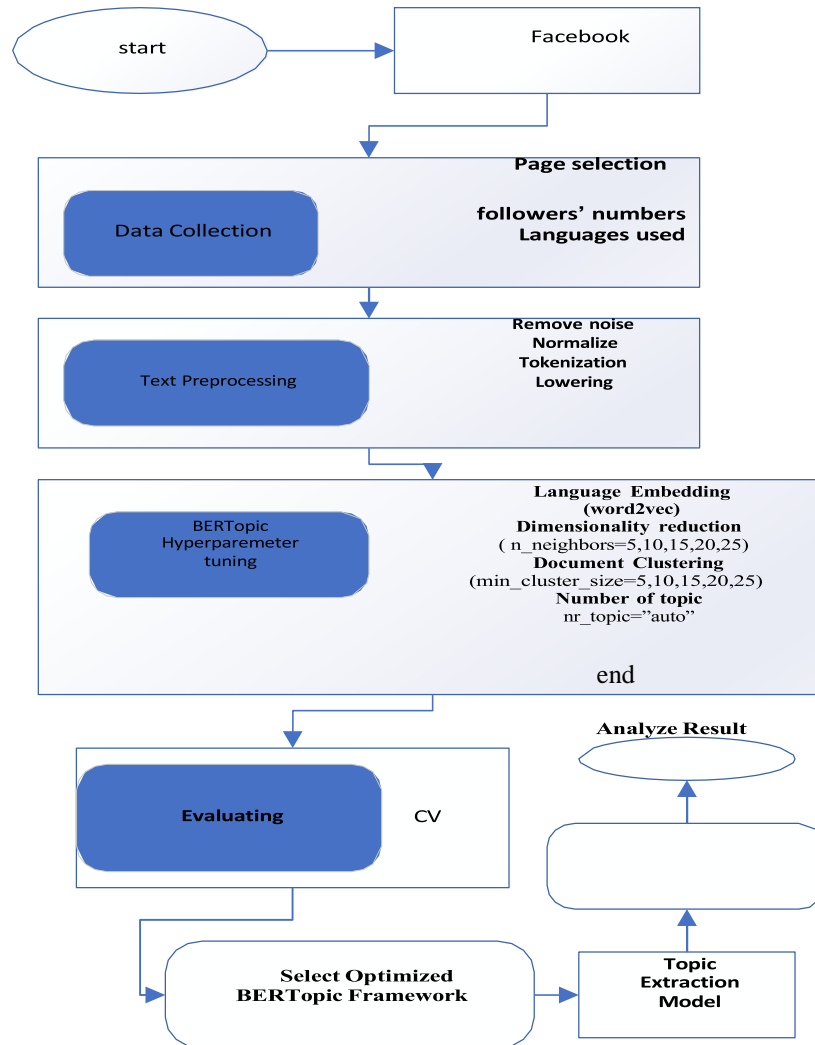 start
Facebook
Page selection
Data Collection
followers’ numbers
Languages used
Remove noise
Normalize
Tokenization
Lowering
Text Preprocessing
BERTopic
Hyperparemeter
tuning
Language Embedding
(word2vec)
Dimensionality reduction
( n_neighbors=5,10,15,20,25)
Document Clustering
(min_cluster_size=5,10,15,20,25)
Number of topic
nr_topic=”auto”
end
Analyze Result
Evaluating
CV
Select Optimized
BERTopic Framework
Topic
Extraction
Model